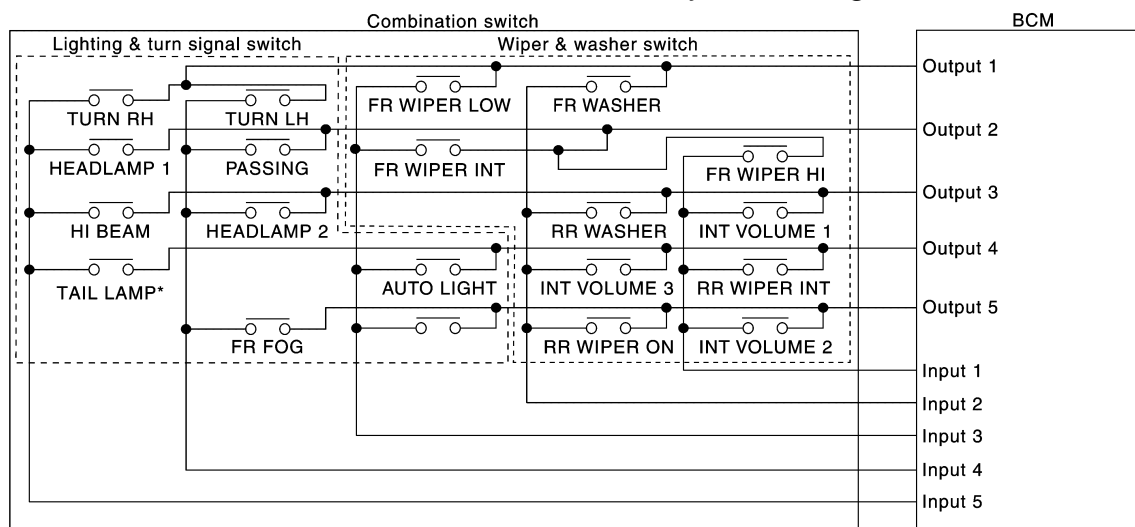 Combination switch
BCM
Lighting & turn signal switch
Wiper & washer switch
Output 1
TURN RH
TURN LH
FR WIPER LOW
FR WASHER
Output 2
HEADLAMP 1
PASSING
FR WIPER INT
FR WIPER HI
Output 3
HI BEAM
HEADLAMP 2
RR WASHER
INT VOLUME 1
Output 4
TAIL LAMP*
AUTO LIGHT
INT VOLUME 3
RR WIPER INT
Output 5
FR FOG
RR WIPER ON
INT VOLUME 2
Input 1
Input 2
Input 3
Input 4
Input 5